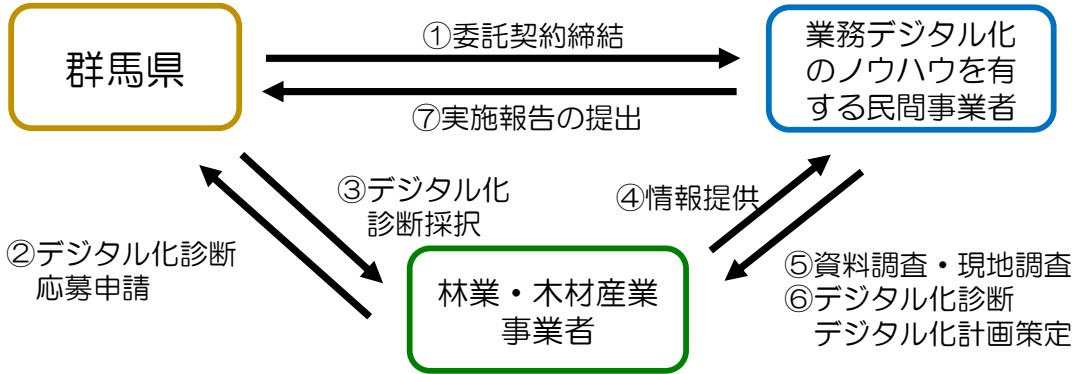 ①委託契約締結
群馬県
業務デジタル化
のノウハウを有
する民間事業者
⑦実施報告の提出
③デジタル化
診断採択
④情報提供
②デジタル化診断
応募申請
林業・木材産業
事業者
⑤資料調査・現地調査
⑥デジタル化診断
デジタル化計画策定